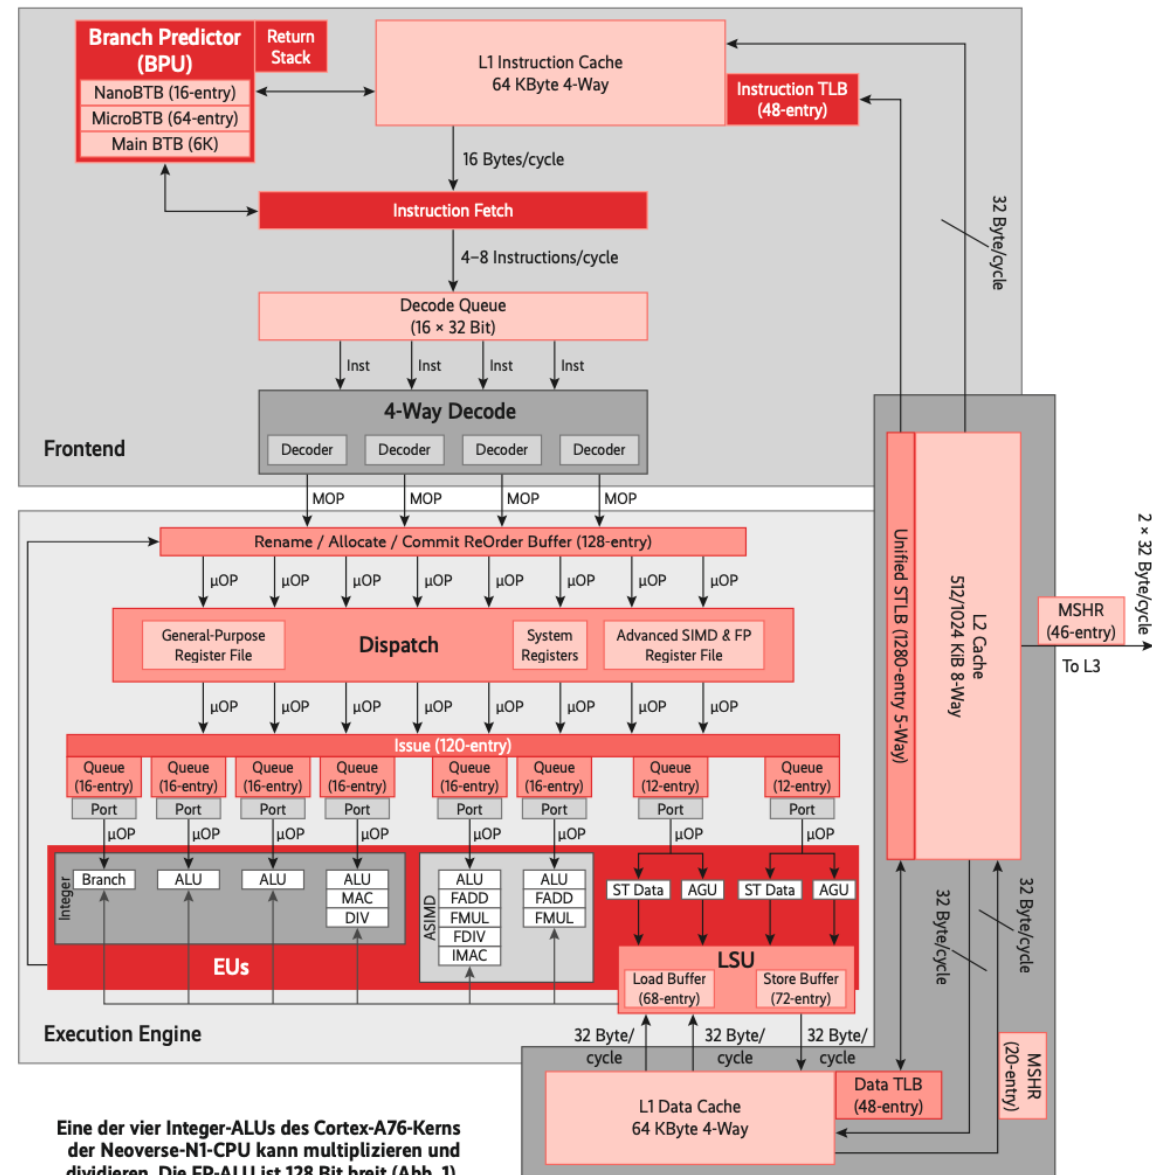 Branch Predictor
(BPU)
Return
Stack
NanoBTB (16-entry)
MicroBTB (64-entry)
Main BTB (6K)
L1 Instruction Cache
64 KByte 4-Way
Instruction TLB
(48-entry)
16 Bytes/cycle
Instruction Fetch
4–8 Instructions/cycle
32 Byte/cycle
Decode Queue
(16 × 32 Bit)
Inst
Inst
Inst
Inst
4-Way Decode
Decoder
Decoder
Decoder
Decoder
Frontend
MOP
MOP
MOP
MOP
Rename / Allocate / Commit ReOrder Buffer (128-entry)
µOP
µOP
µOP
µOP
µOP
µOP
µOP
µOP
General-Purpose
Register File
Dispatch
System
Registers
Advanced SIMD & FP
Register File
µOP
µOP
µOP
µOP
µOP
µOP
µOP
µOP
Issue (120-entry)
Queue
(16-entry)
Queue
(16-entry)
Queue
(16-entry)
Queue
(16-entry)
Queue
(16-entry)
Queue
(16-entry)
Queue
(12-entry)
Queue
(12-entry)
Port
Port
Port
Port
Port
Port
Port
Port
µOP
µOP
µOP
µOP
µOP
µOP
µOP
µOP
Integer
Branch
ALU
ALU
ALU
MAC
DIV
ASIMD
ALU
FADD
FMUL
FDIV
IMAC
ALU
FADD
FMUL
ST Data
AGU
ST Data
AGU
EUs
LSU
Load Buffer
(68-entry)
Store Buffer
(72-entry)
Execution Engine
32 Byte/
cycle
32 Byte/
cycle
32 Byte/
cycle
L1 Data Cache
64 KByte 4-Way
Data TLB
(48-entry)
Unified STLB (1280-entry 5-Way)
L2 Cache
512/1024 KiB 8-Way
MSHR
(46-entry)
To L3
2 × 32 Byte/cycle
32 Byte/cycle
32 Byte/cycle
MSHR
(20-entry)
Eine der vier Integer-ALUs des Cortex-A76-Kerns
der Neoverse-N1-CPU kann multiplizieren und
dividieren. Die FP-ALU ist 128 Bit breit (Abb. 1).